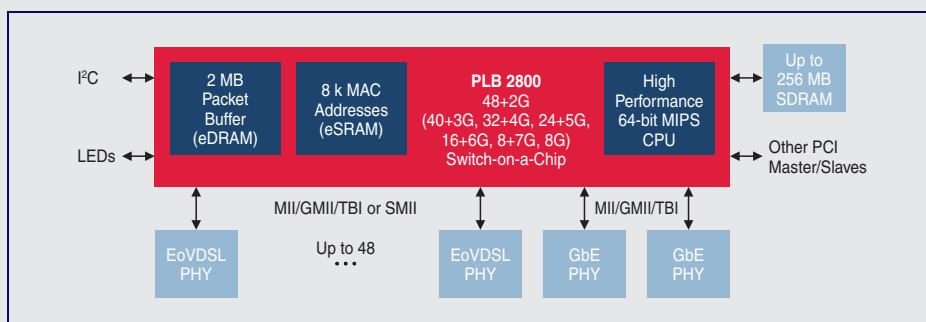 I²C
LEDs
2 MB
Packet
Buffer
(eDRAM)
8 k MAC
Addresses
(eSRAM)
PLB 2800
48+2G
(40+3G, 32+4G, 24+5G,
16+6G, 8+7G, 8G)
Switch-on-a-Chip
High
Performance
64-bit MIPS
CPU
Up to
256 MB
SDRAM
Other PCI
Master/Slaves
MII/GMII/TBI or SMII
MII/GMII/TBI
EoVDSL
PHY
Up to 48
•••
EoVDSL
PHY
GbE
PHY
GbE
PHY